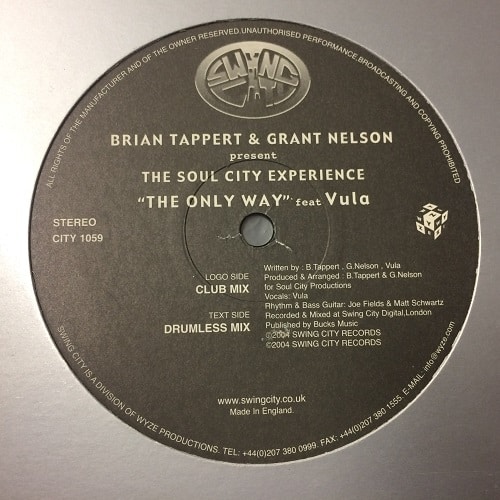 ALL RIGHTS OF THE MANUFACTURER AND OF THE OWNER RESERVED.UNAUTHORISED PERFORMANCE.BROADCASTING AND COPYING PROHIBITED
SWING
CITY
BRIAN TAPPERT & GRANT NELSON
present
THE SOUL CITY EXPERIENCE
“THE ONLY WAY” feat Vula
STEREO
CITY 1059
LOGO SIDE
CLUB MIX
TEXT SIDE
DRUMLESS MIX
Written by : B.Tappert , G.Nelson , Vula
Produced & Arranged : B.Tappert & G.Nelson
for Soul City Productions
Vocals: Vula
Rhythm & Bass Guitar: Joe Fields & Matt Schwartz
Recorded & Mixed at Swing City Digital,London
Published by Bucks Music
©2004 SWING CITY RECORDS
©2004 SWING CITY RECORDS
www.swingcity.co.uk
Made In England.
SWING CITY IS A DIVISION OF WYZE PRODUCTIONS. TEL: +44(0)207 380 0999. FAX: +44(0)207 380 1555. E-MAIL: info@wyze.com